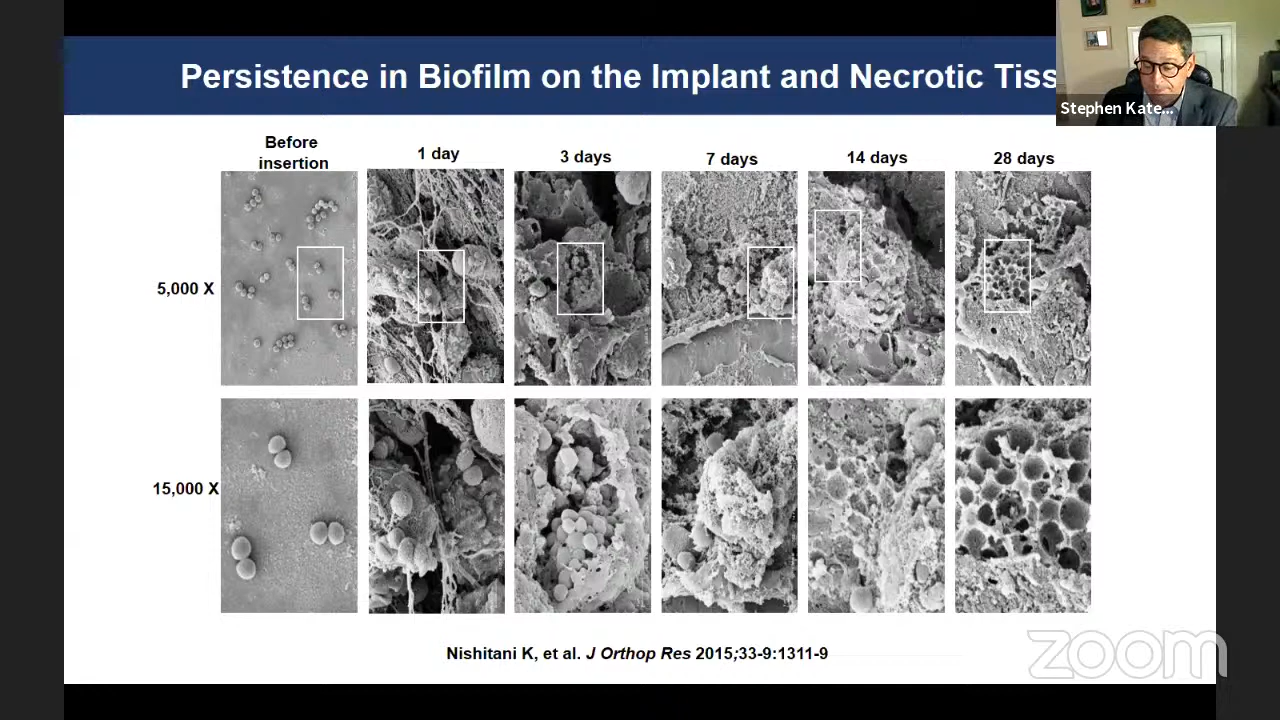 Persistence in Biofilm on the Implant and Necrotic Tiss
Stephen Kate...
Before
insertion
1 day
3 days
7 days
14 days
28 days
5,000 X
15,000 X
Nishitani K, et al. J Orthop Res 2015;33-9:1311-9
zoom